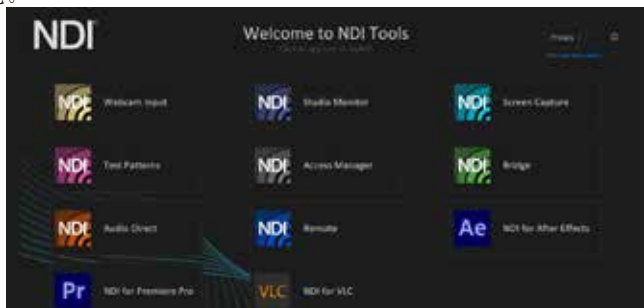 NDI
Welcome to NDI Tools
Privacy
NDI Webcam Input
NDI Studio Monitor
NDI Screen Capture
NDI Test Patterns
NDI Access Manager
NDI Bridge
NDI Audio Direct
NDI Remote
Ae NDI for After Effects
Pr NDI for Premiere Pro
VLC NDI for VLC